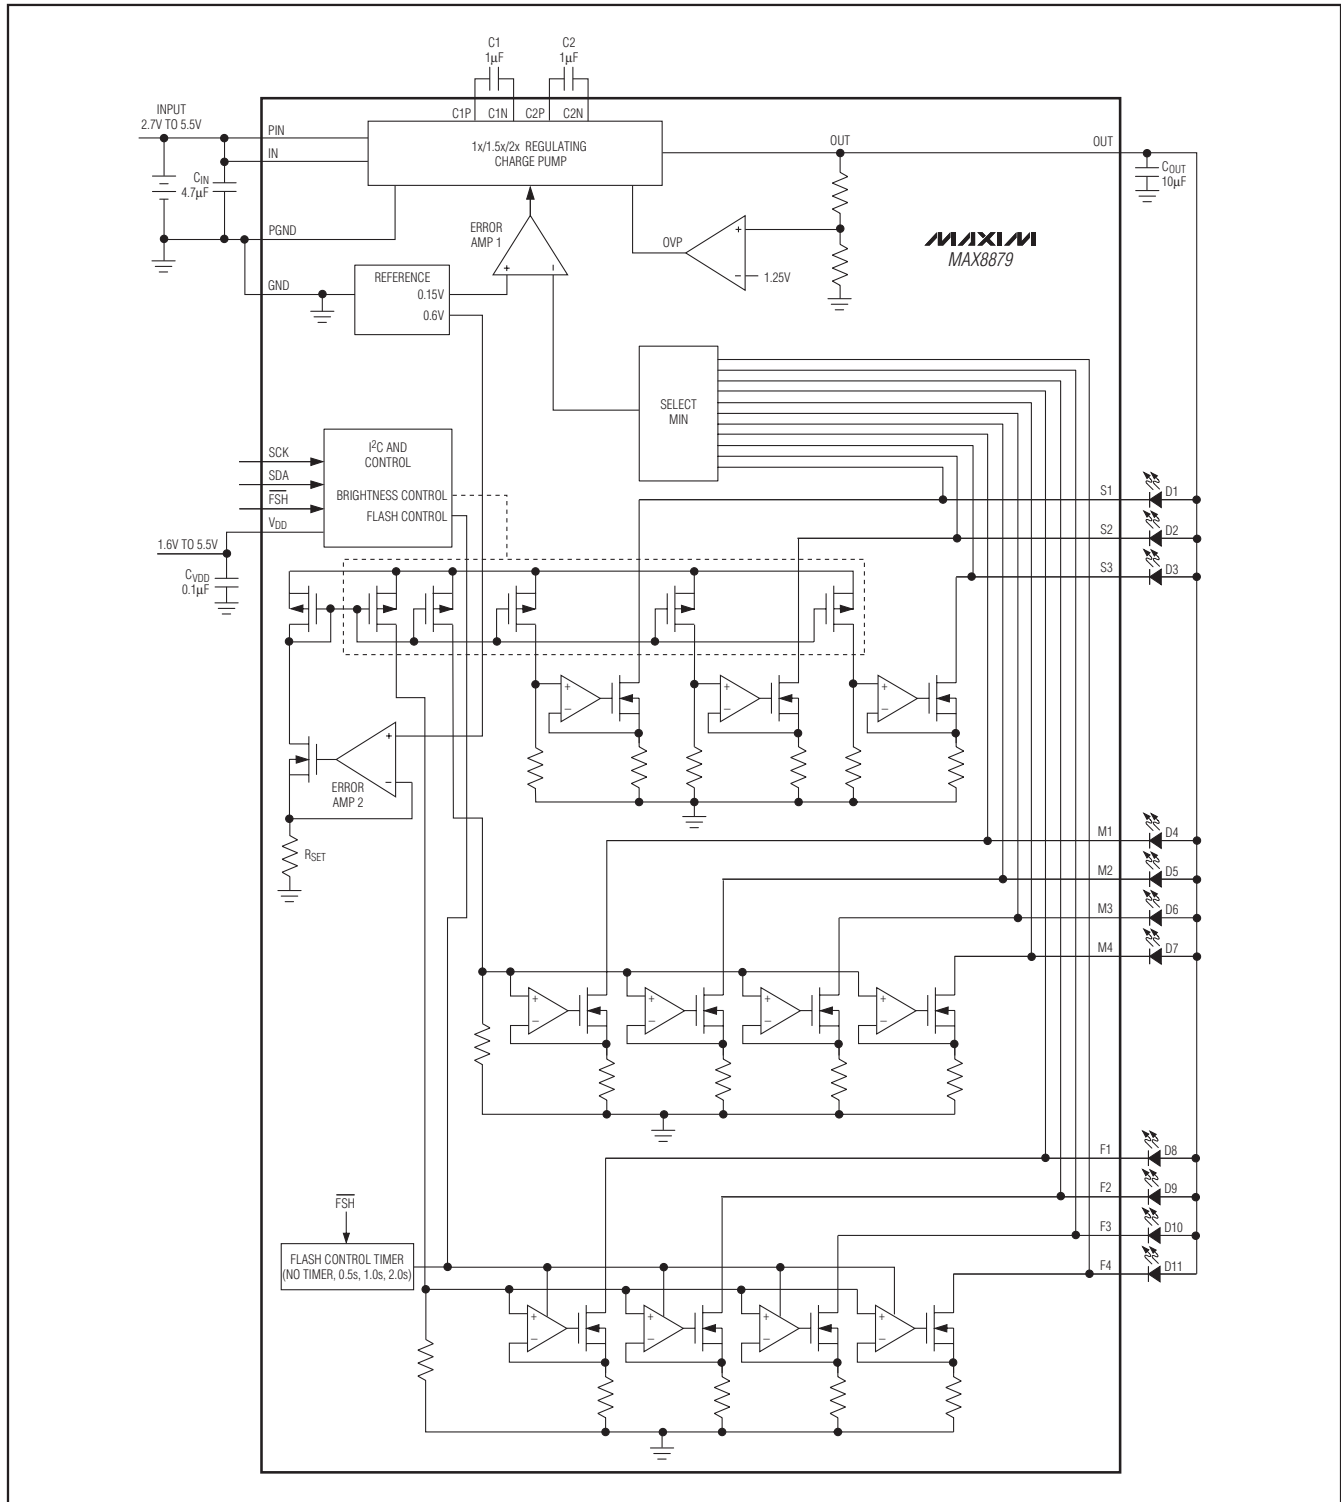 C1
1µF
C2
1µF
INPUT
2.7V TO 5.5V
C1P
C1N
C2P
C2N
PIN
IN
1x/1.5x/2x REGULATING
CHARGE PUMP
OUT
OUT
CIN
4.7µF
COUT
10µF
PGND
ERROR
AMP 1
OVP
+
−
1.25V
MAXIM
MAX8879
GND
REFERENCE
0.15V
0.6V
+
−
SELECT
MIN
SCK
SDA
FSH
VDD
I2C AND
CONTROL
BRIGHTNESS CONTROL
FLASH CONTROL
1.6V TO 5.5V
CVDD
0.1µF
S1
D1
S2
D2
S3
D3
+
−
+
−
+
−
+
−
ERROR
AMP 2
RSET
M1
D4
M2
D5
M3
D6
M4
D7
+
−
+
−
+
−
+
−
F1
D8
F2
D9
F3
D10
F4
D11
FSH
FLASH CONTROL TIMER
(NO TIMER, 0.5s, 1.0s, 2.0s)
+
−
+
−
+
−
+
−